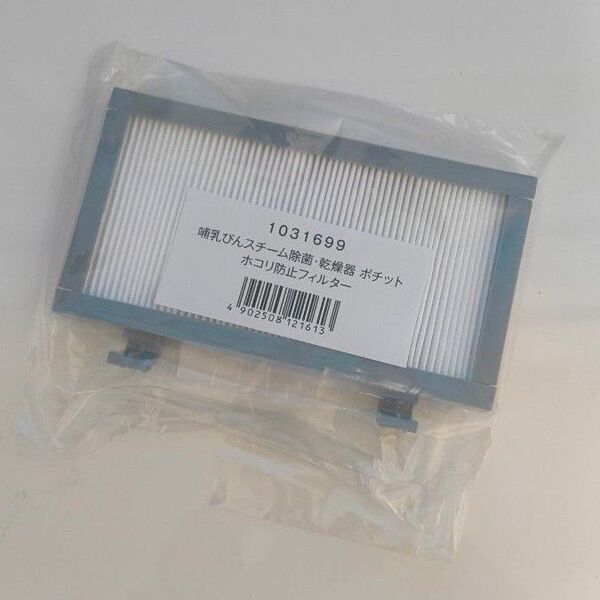 1031699
哺乳びんスチーム除菌･乾燥器 ポチット
ホコリ防止フィルター
4 902508 121613